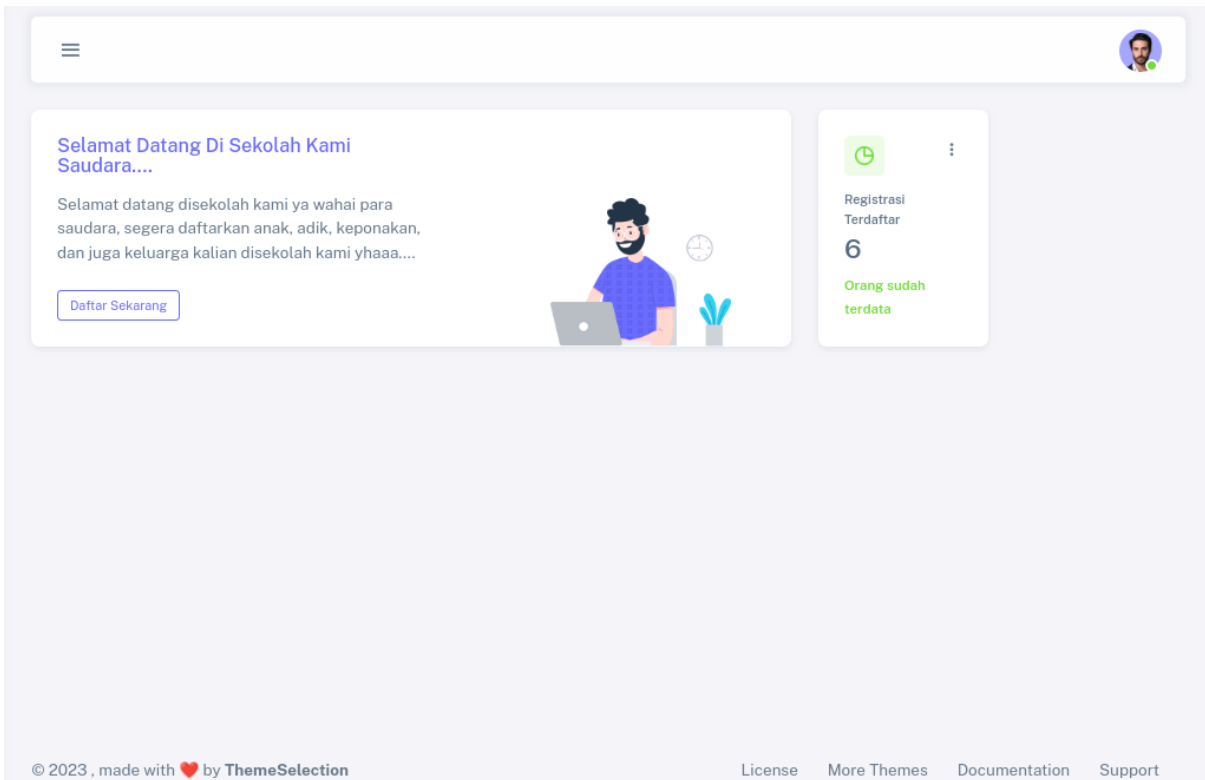 Selamat Datang Di Sekolah Kami
Saudara....
Selamat datang disekolah kami ya wahai para
saudara, segera daftarkan anak, adik, keponakan,
dan juga keluarga kalian disekolah kami yhaaa....
Daftar Sekarang
Registrasi
Terdaftar
6
Orang sudah
terdata
© 2023 , made with ❤️ by ThemeSelection
License More Themes Documentation Support